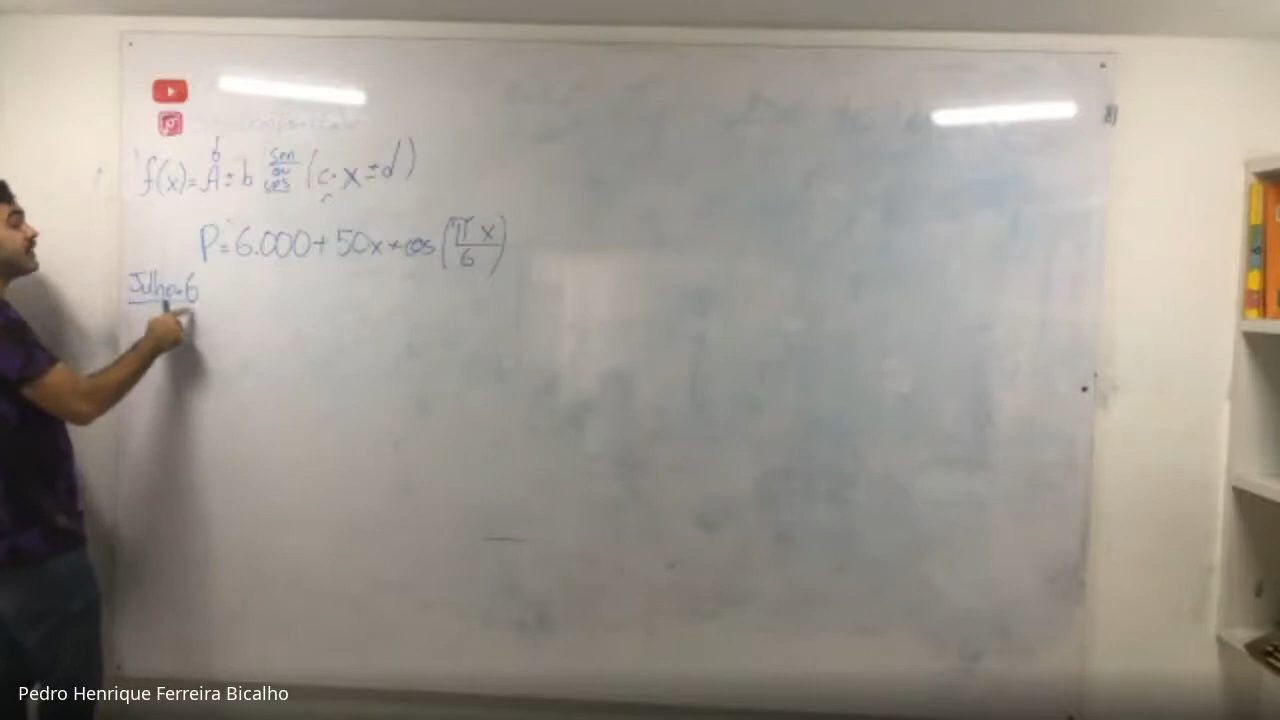 f(x)= A ± b sen ou cos (c · x ± d)
P = 6.000 + 50x + cos (π x / 6)
Julho = 6
Pedro Henrique Ferreira Bicalho